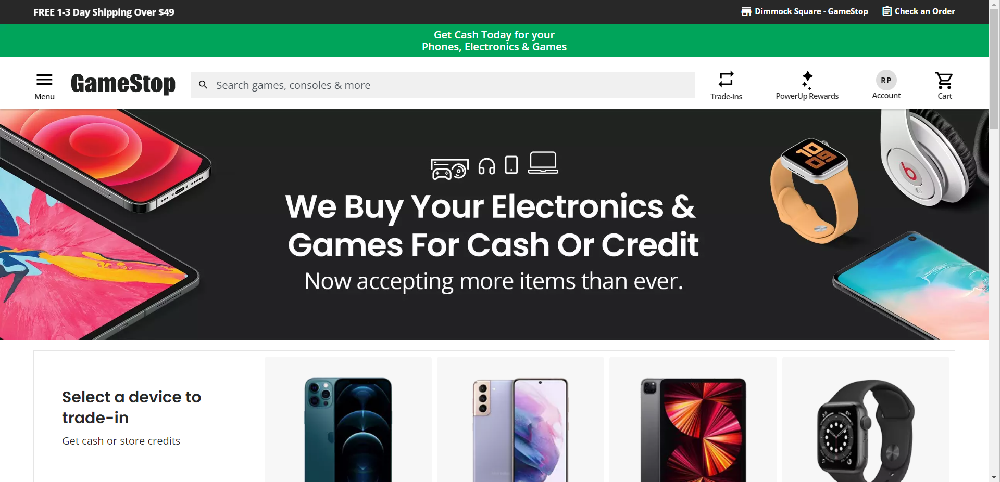 FREE 1-3 Day Shipping Over $49
Dimmock Square - GameStop
Check an Order
Get Cash Today for your
Phones, Electronics & Games
Menu
GameStop
Search games, consoles & more
Trade-Ins
PowerUp Rewards
RP
Account
Cart
10
09
b
We Buy Your Electronics &
Games For Cash Or Credit
Now accepting more items than ever.
Select a device to
trade-in
Get cash or store credits